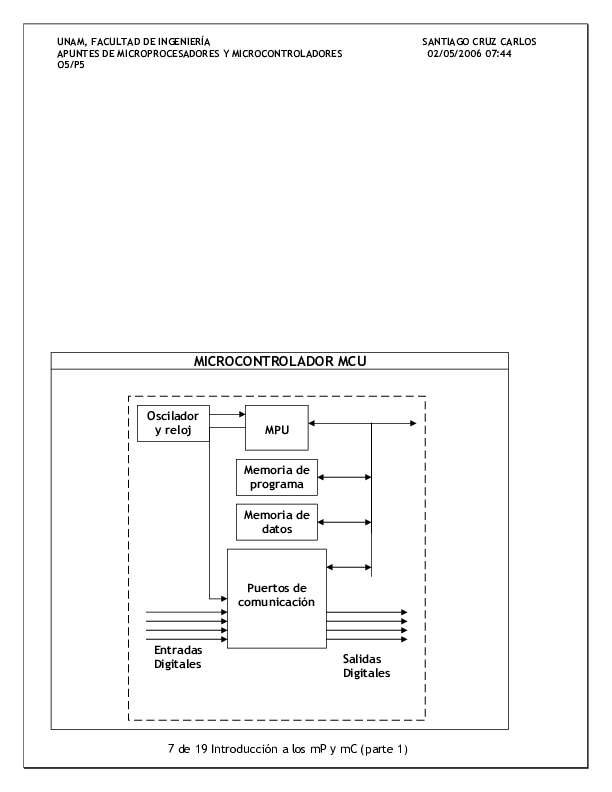 UNAM, FACULTAD DE INGENIERÍA
SANTIAGO CRUZ CARLOS
APUNTES DE MICROPROCESADORES Y MICROCONTROLADORES
02/05/2006 07:44
O5/P5
MICROCONTROLADOR MCU
Oscilador
y reloj
MPU
Memoria de
programa
Memoria de
datos
Puertos de
comunicación
Entradas
Digitales
Salidas
Digitales
7 de 19 Introducción a los mP y mC (parte 1)